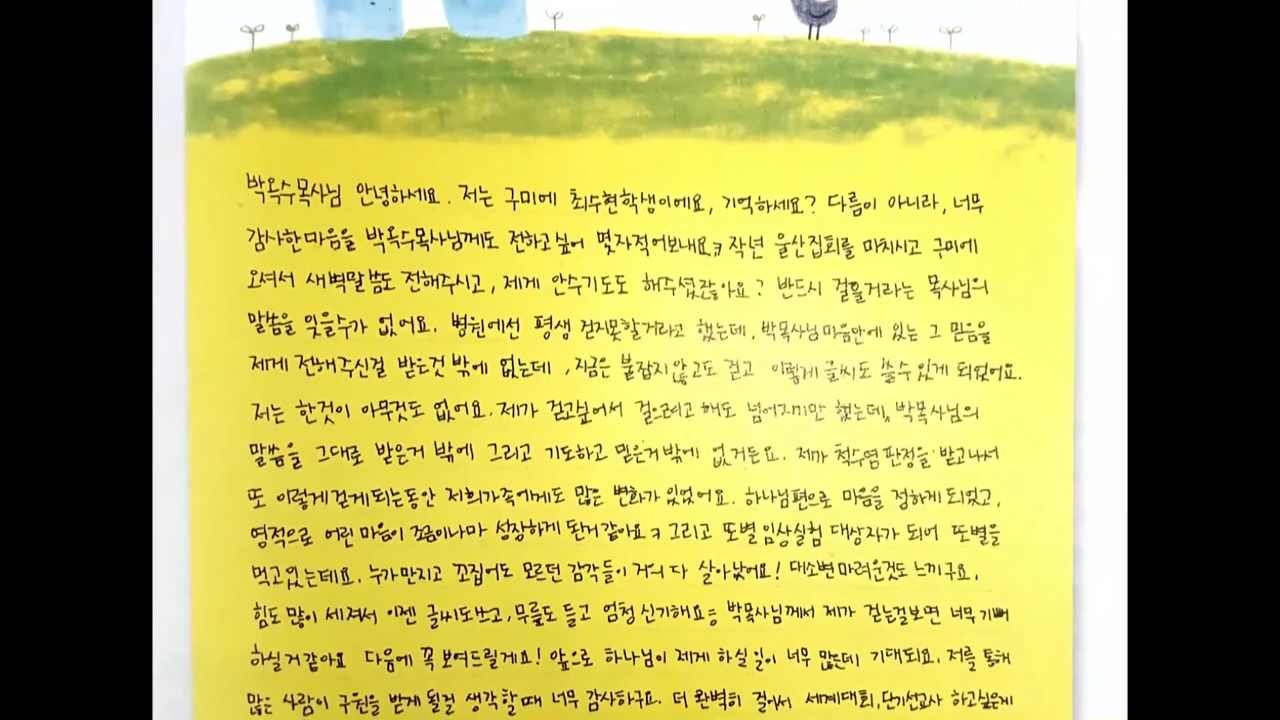 박옥수목사님 안녕하세요. 저는 구미에 최수현학생이에요, 기억하세요? 다름이 아니라, 너무
감사한마음을 박옥수목사님께도 전하고싶어 몇자적어보내요ㅋ 작년 울산집회를 마치시고 구미에
오셔서 새벽말씀도 전해주시고, 제게 안수기도도 해주셨잖아요? 반드시 걸을거라는 목사님의
말씀을 잊을수가 없어요. 병원에선 평생 걷지못할거라고 했는데, 박목사님마음안에 있는 그 믿음을
제게 전해주신걸 받는것 밖에 없는데, 지금은 붙잡지않고도 걷고 이렇게 글씨도 쓸수있게 되었어요.
저는 한것이 아무것도 없어요. 제가 걷고싶어서 걸으려고 해도 넘어지기만 했는데, 박목사님의
말씀을 그대로 받은거 밖에 그리고 기도하고 믿은거밖에 없거든요. 제가 척수염판정을 받고나서
또 이렇게걷게되는동안 저희가족에게도 많은 변화가 있었어요. 하나님편으로 마음을 정하게 되었고,
영적으로 어린 마음이 조금이나마 성장하게 된거같아요ㅋ 그리고 또별 임상실험 대상자가 되어 또별을
먹고있는데요. 누가만지고 꼬집어도 모르던 감각들이 거의 다 살아났어요! 대소변마려운것도 느끼구요,
힘도 많이 세져서 이젠 글씨도쓰고, 무릎도 들고 엄청 신기해요ㅎ 박목사님께서 제가 걷는걸보면 너무기뻐
하실거같아요 다음에 꼭 보여드릴게요! 앞으로 하나님이 제게 하실일이 너무 많는데 기대되요. 저를 통해
많은 사람이 구원을 받게 될걸 생각할때 너무 감사하구요. 더 완벽히 걸어서 세계대회, 단기선교사 하고싶은게